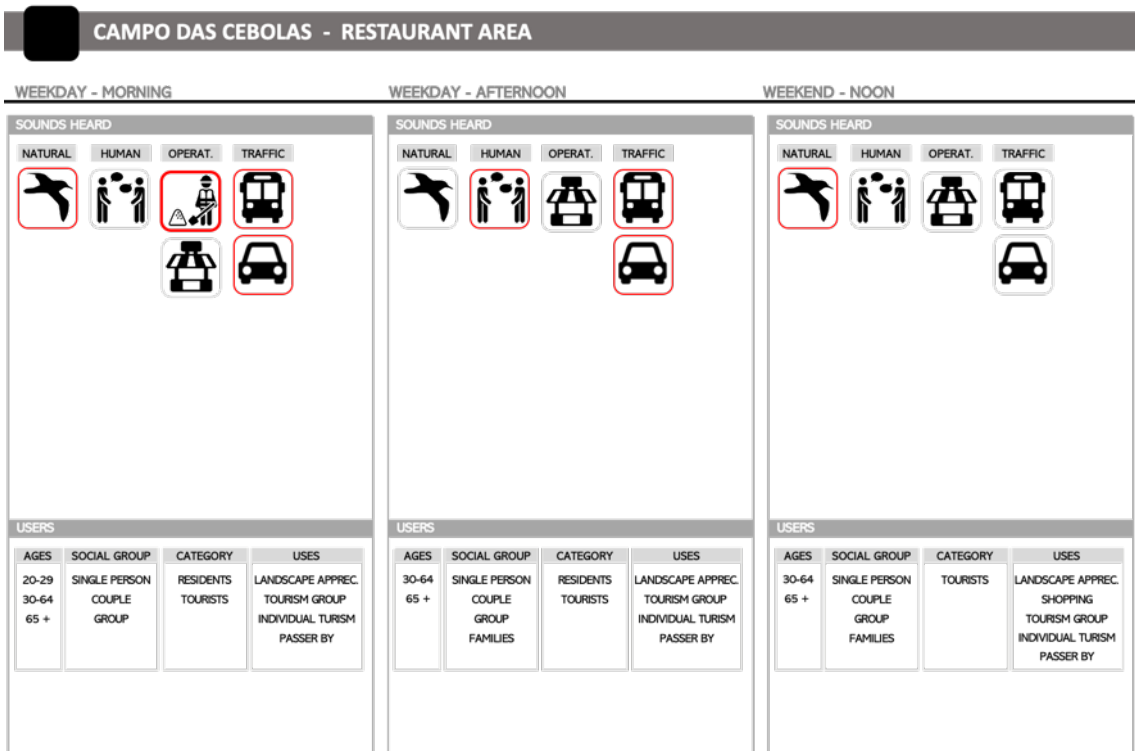 CAMPO DAS CEBOLAS - RESTAURANT AREA
WEEKDAY - MORNING
SOUNDS HEARD
NATURAL HUMAN OPERAT. TRAFFIC
USERS
AGES SOCIAL GROUP CATEGORY USES
20-29 SINGLE PERSON RESIDENTS LANDSCAPE APPREC.
30-64 COUPLE TOURISTS TOURISM GROUP
65 + GROUP INDIVIDUAL TURISM
PASSER BY
WEEKDAY - AFTERNOON
SOUNDS HEARD
NATURAL HUMAN OPERAT. TRAFFIC
USERS
AGES SOCIAL GROUP CATEGORY USES
30-64 SINGLE PERSON RESIDENTS LANDSCAPE APPREC.
65 + COUPLE TOURISTS TOURISM GROUP
GROUP INDIVIDUAL TURISM
FAMILIES PASSER BY
WEEKEND - NOON
SOUNDS HEARD
NATURAL HUMAN OPERAT. TRAFFIC
USERS
AGES SOCIAL GROUP CATEGORY USES
30-64 SINGLE PERSON TOURISTS LANDSCAPE APPREC.
65 + COUPLE SHOPPING
GROUP TOURISM GROUP
FAMILIES INDIVIDUAL TURISM
PASSER BY